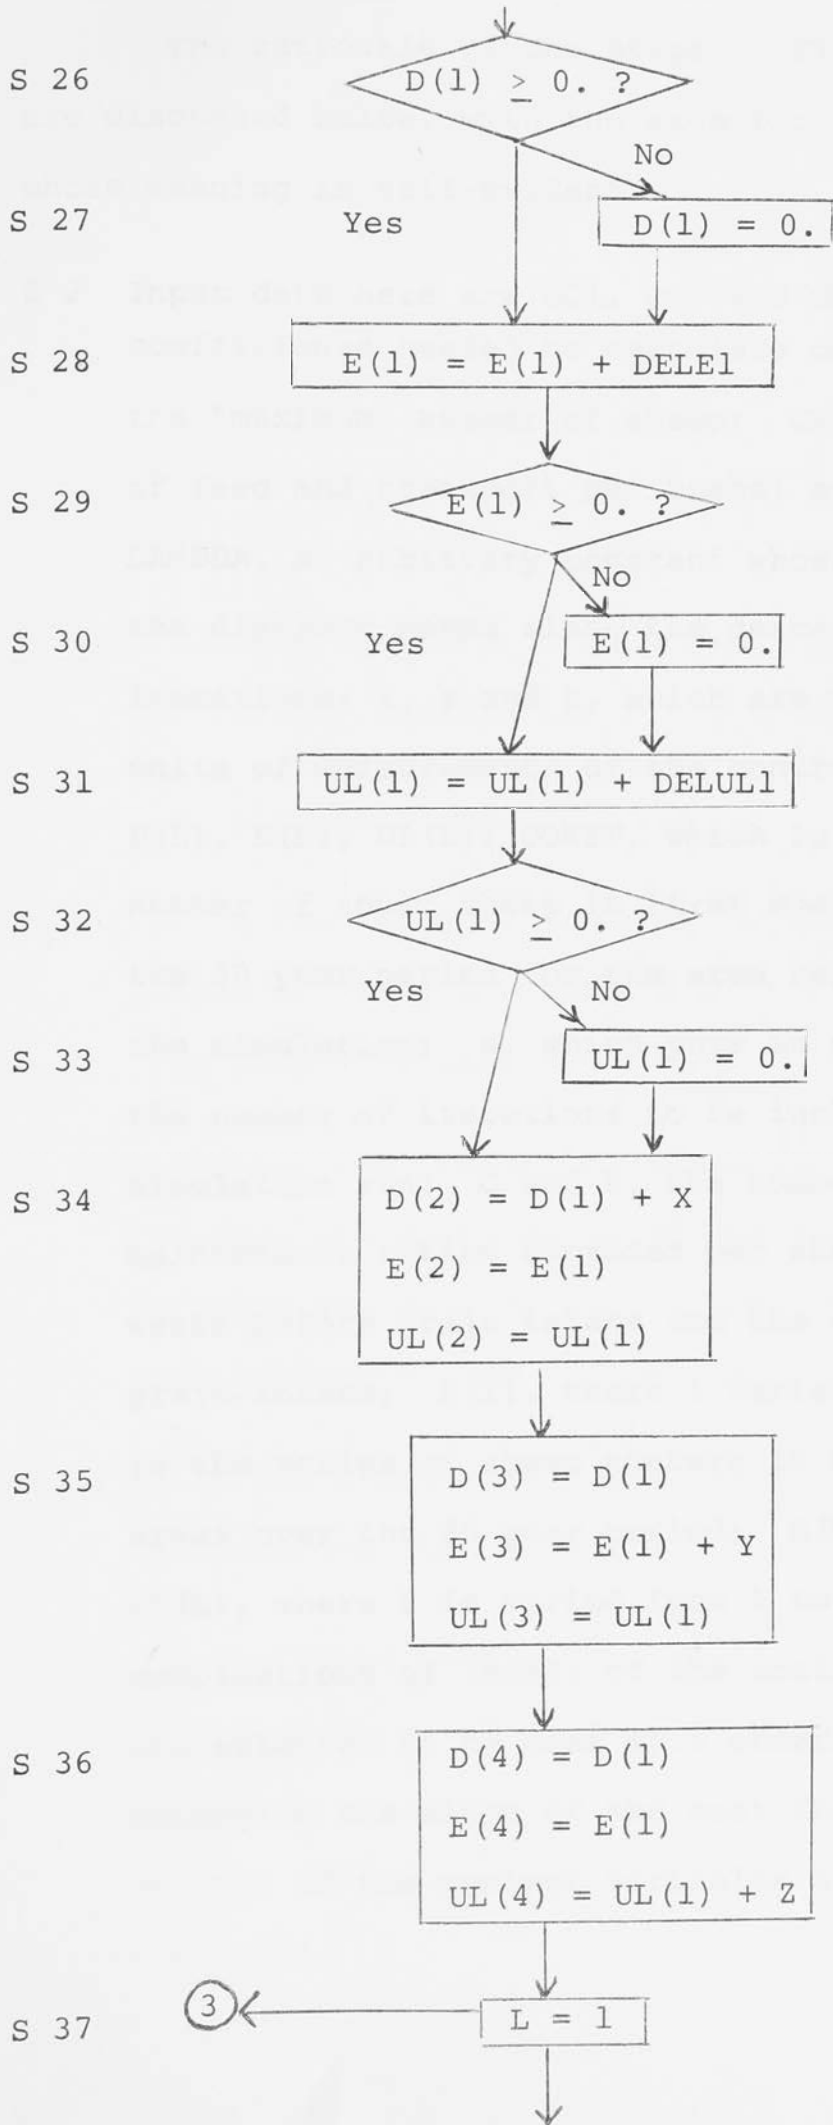 S 26 D(1) ≥ 0. ?
No
S 27 Yes D(1) = 0.
S 28 E(1) = E(1) + DELE1
S 29 E(1) ≥ 0. ?
No
S 30 Yes E(1) = 0.
S 31 UL(1) = UL(1) + DELUL1
S 32 UL(1) ≥ 0. ?
Yes No
S 33 UL(1) = 0.
S 34 D(2) = D(1) + X
E(2) = E(1)
UL(2) = UL(1)
S 35 D(3) = D(1)
E(3) = E(1) + Y
UL(3) = UL(1)
S 36 D(4) = D(1)
E(4) = E(1)
UL(4) = UL(1) + Z
S 37 3 L = 1